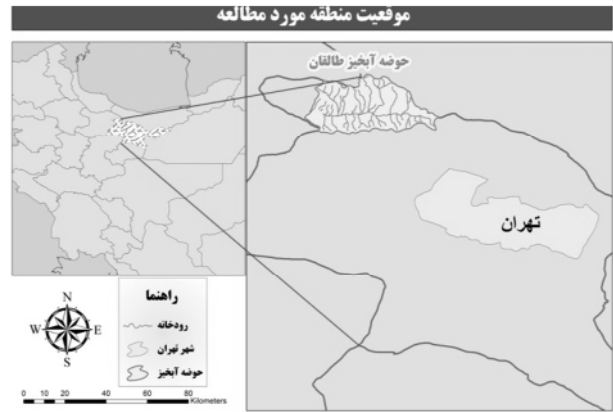 موقعیت منطقه مورد مطالعه
حوضه آبخیز طالقان
تهران
راهنما
رودخانه
شهر تهران
حوضه آبخیز
N
W E
S
0 10 20 40 60 80
Kilometers